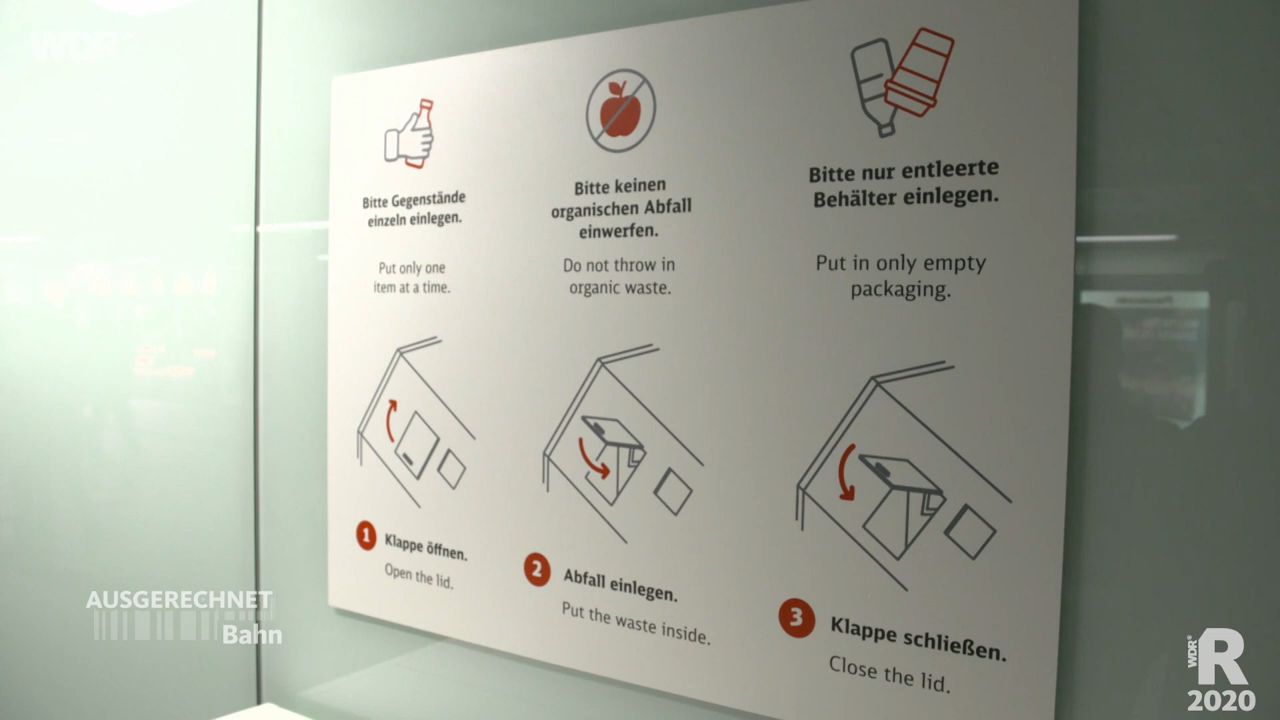 WDR
Bitte Gegenstände
einzeln einlegen.
Put only one
item at a time.
Bitte keinen
organischen Abfall
einwerfen.
Do not throw in
organic waste.
Bitte nur entleerte
Behälter einlegen.
Put in only empty
packaging.
1 Klappe öffnen.
Open the lid.
2 Abfall einlegen.
Put the waste inside.
3 Klappe schließen.
Close the lid.
AUSGERECHNET
Bahn
WDR® R
2020